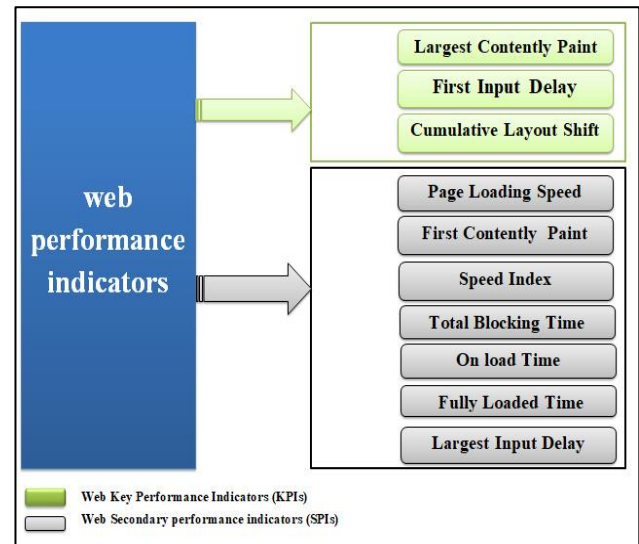 Largest Contently Paint
First Input Delay
Cumulative Layout Shift
web
performance
indicators
Page Loading Speed
First Contently Paint
Speed Index
Total Blocking Time
On load Time
Fully Loaded Time
Largest Input Delay
Web Key Performance Indicators (KPIs)
Web Secondary performance indicators (SPIs)